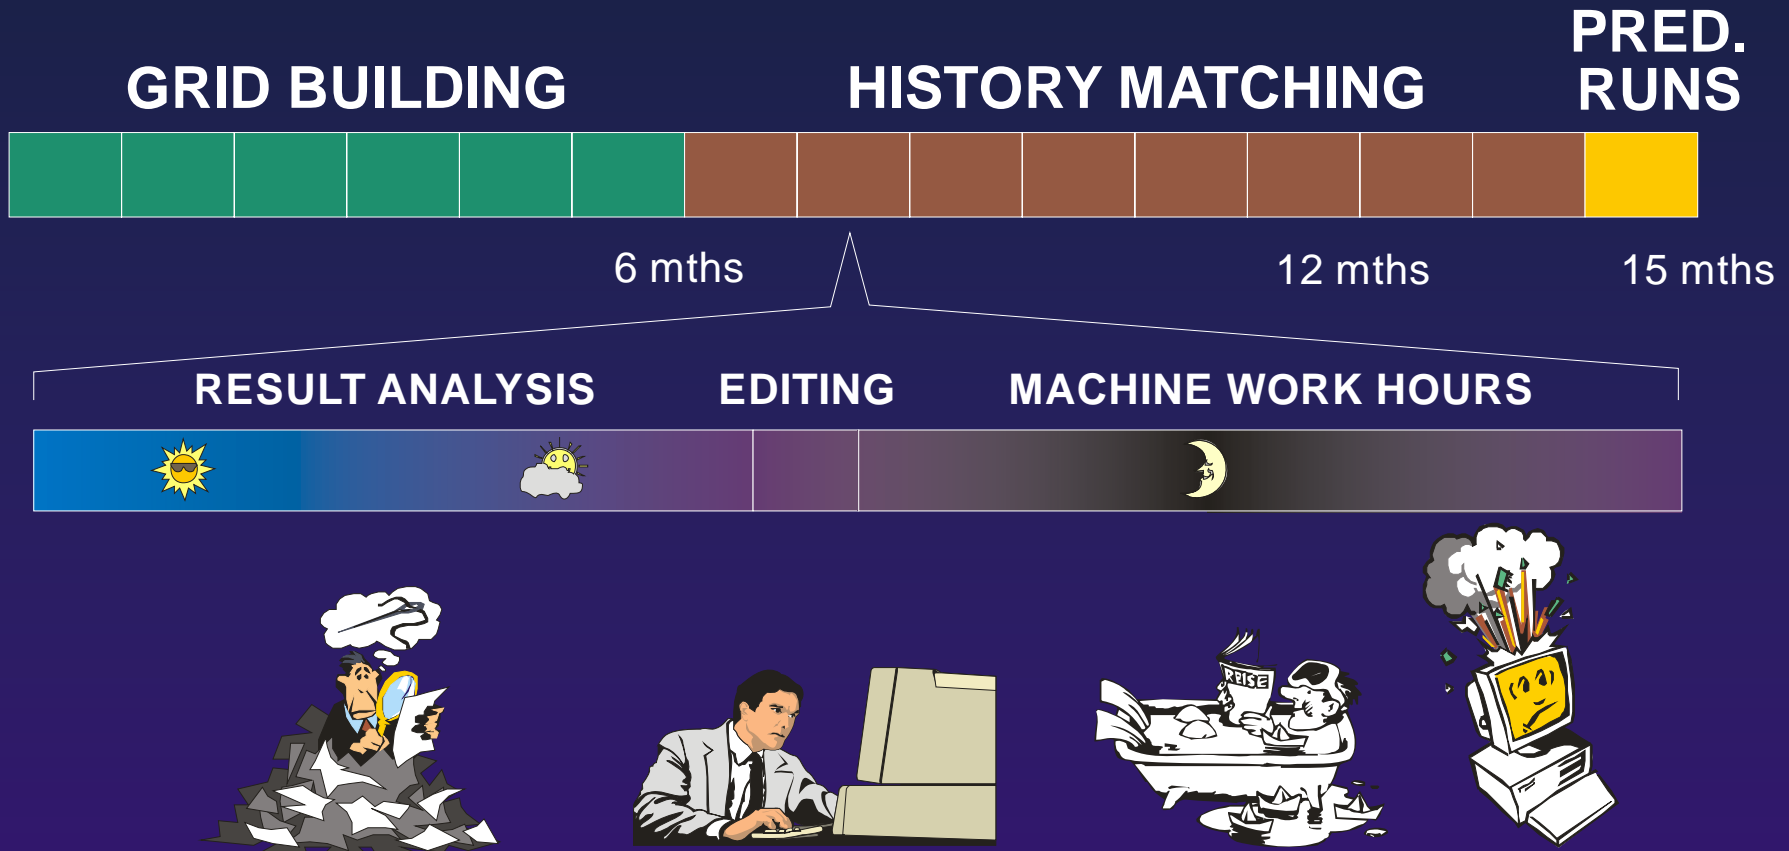 GRID BUILDING
HISTORY MATCHING
PRED.
RUNS
6 mths
12 mths
15 mths
RESULT ANALYSIS
EDITING
MACHINE WORK HOURS
REISE